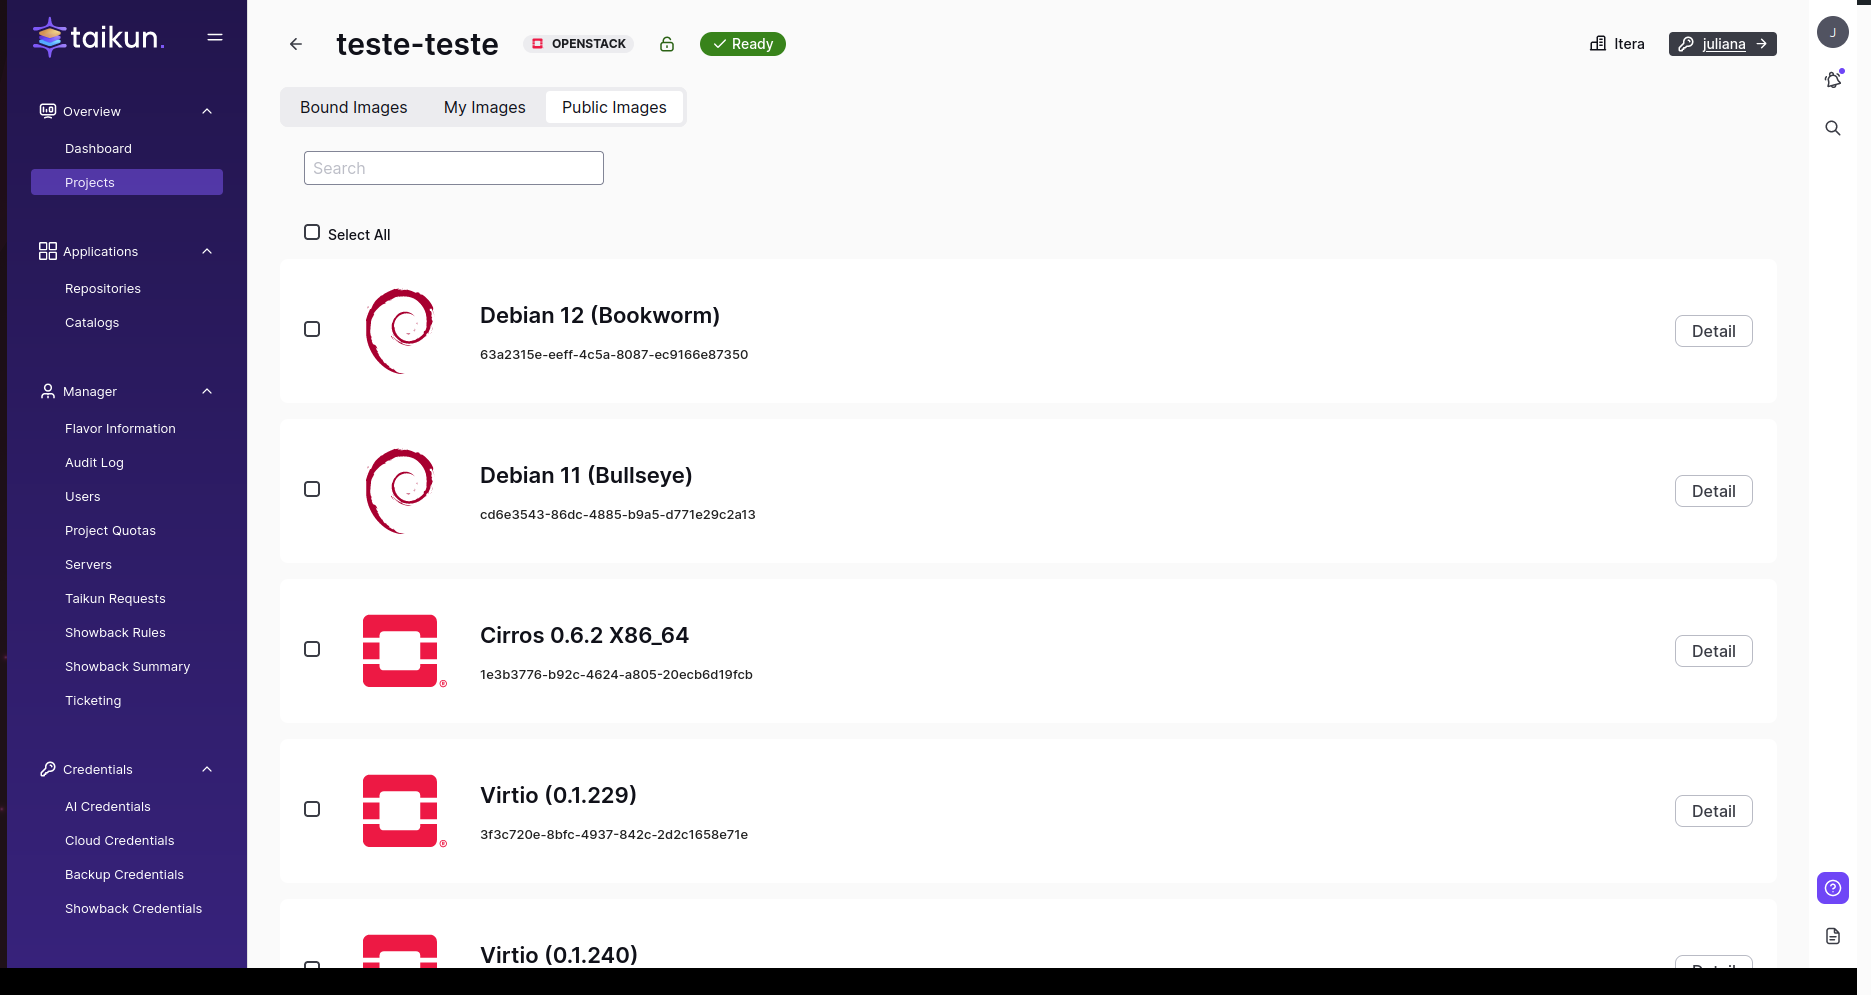 taikun.
Overview
Dashboard
Projects
Applications
Repositories
Catalogs
Manager
Flavor Information
Audit Log
Users
Project Quotas
Servers
Taikun Requests
Showback Rules
Showback Summary
Ticketing
Credentials
AI Credentials
Cloud Credentials
Backup Credentials
Showback Credentials
teste-teste
OPENSTACK
Ready
Itera
juliana
J
Bound Images
My Images
Public Images
Search
Select All
Debian 12 (Bookworm)
63a2315e-eeff-4c5a-8087-ec9166e87350
Detail
Debian 11 (Bullseye)
cd6e3543-86dc-4885-b9a5-d771e29c2a13
Detail
Cirros 0.6.2 X86_64
1e3b3776-b92c-4624-a805-20ecb6d19fcb
Detail
Virtio (0.1.229)
3f3c720e-8bfc-4937-842c-2d2c1658e71e
Detail
Virtio (0.1.240)
Detail